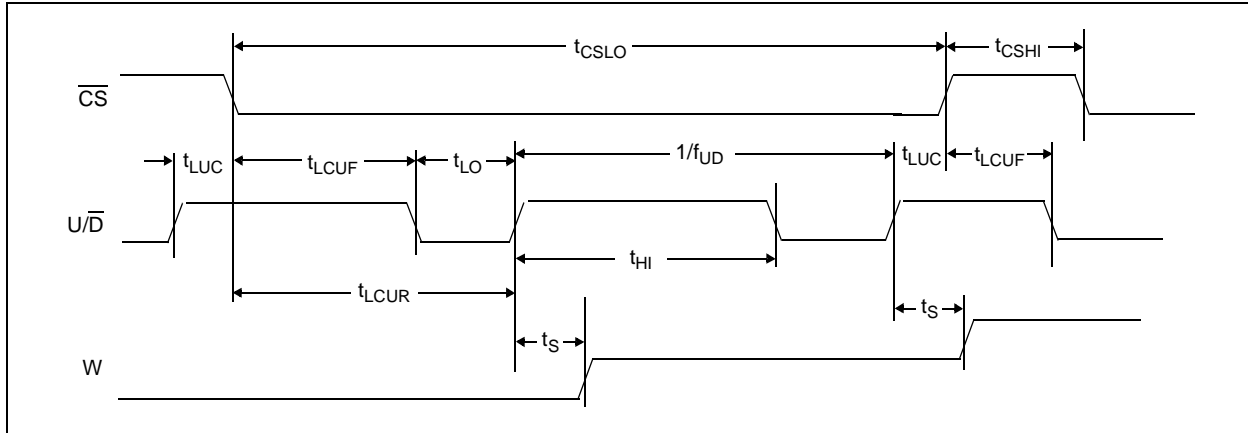 tCSLO
tCSHI
CS
tLUC
tLCUF
tLO
1/fUD
tLUC
tLCUF
U/D
tHI
tLCUR
tS
tS
W